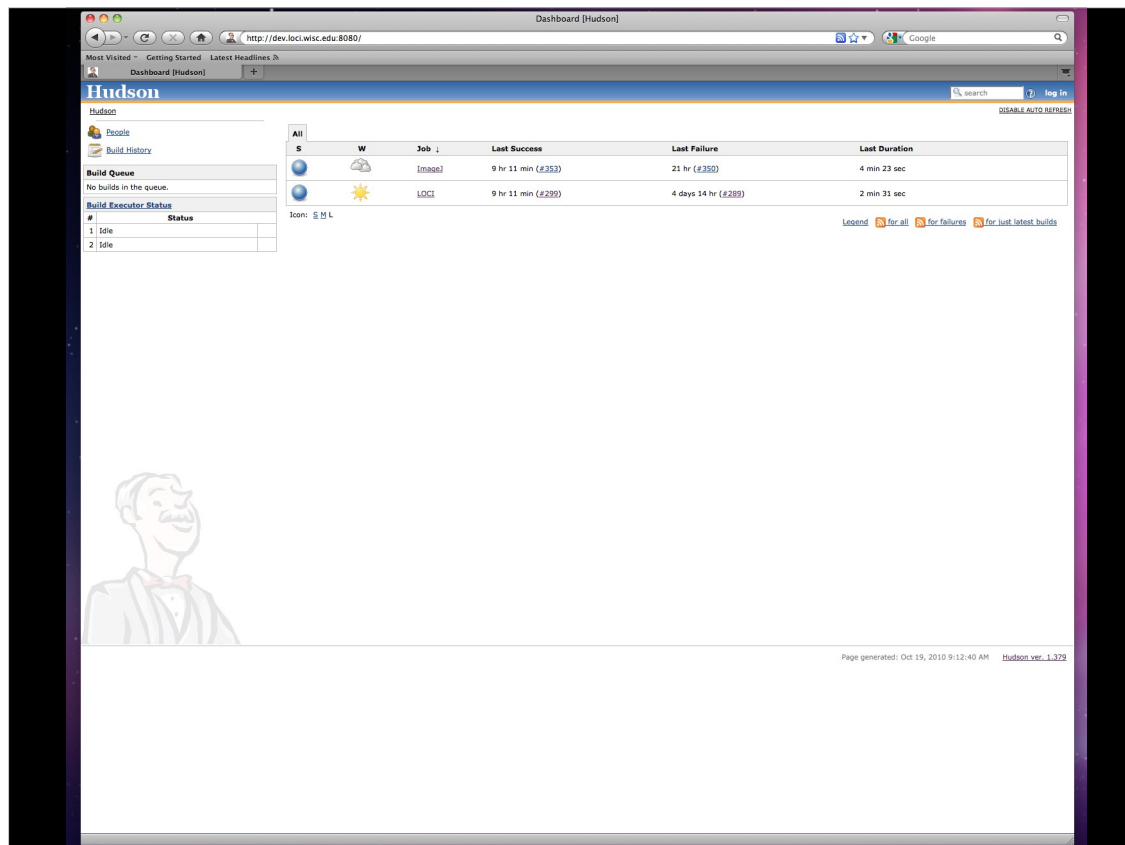 Dashboard [Hudson]
http://dev.loci.wisc.edu:8080/
Google
Most Visited Getting Started Latest Headlines
Dashboard [Hudson] +
Hudson
search ? log in
Hudson
DISABLE AUTO REFRESH
People
Build History
Build Queue
No builds in the queue.
Build Executor Status
# Status
1 Idle
2 Idle
All
S W Job ↓ Last Success Last Failure Last Duration
ImageJ 9 hr 11 min (#353) 21 hr (#350) 4 min 23 sec
LOCI 9 hr 11 min (#299) 4 days 14 hr (#289) 2 min 31 sec
Icon: S M L
Legend for all for failures for just latest builds
Page generated: Oct 19, 2010 9:12:40 AM Hudson ver. 1.379